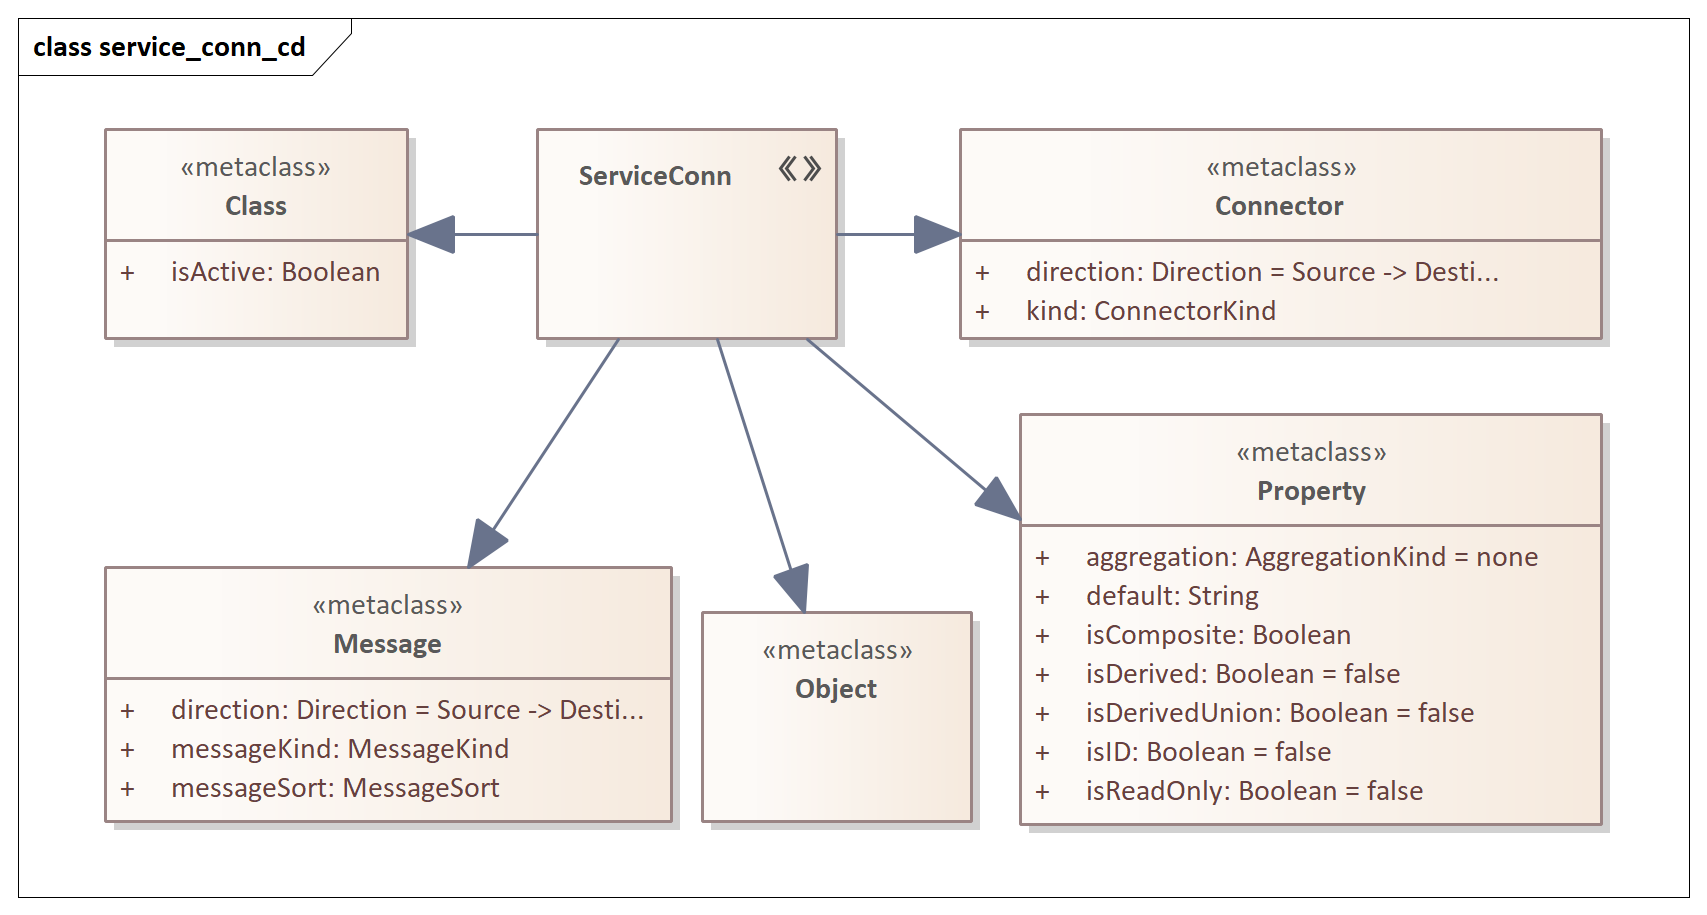 class service_conn_cd
«metaclass»
Class
+ isActive: Boolean
ServiceConn
«»
«metaclass»
Connector
+ direction: Direction = Source -> Desti...
+ kind: ConnectorKind
«metaclass»
Message
+ direction: Direction = Source -> Desti...
+ messageKind: MessageKind
+ messageSort: MessageSort
«metaclass»
Object
«metaclass»
Property
+ aggregation: AggregationKind = none
+ default: String
+ isComposite: Boolean
+ isDerived: Boolean = false
+ isDerivedUnion: Boolean = false
+ isID: Boolean = false
+ isReadOnly: Boolean = false